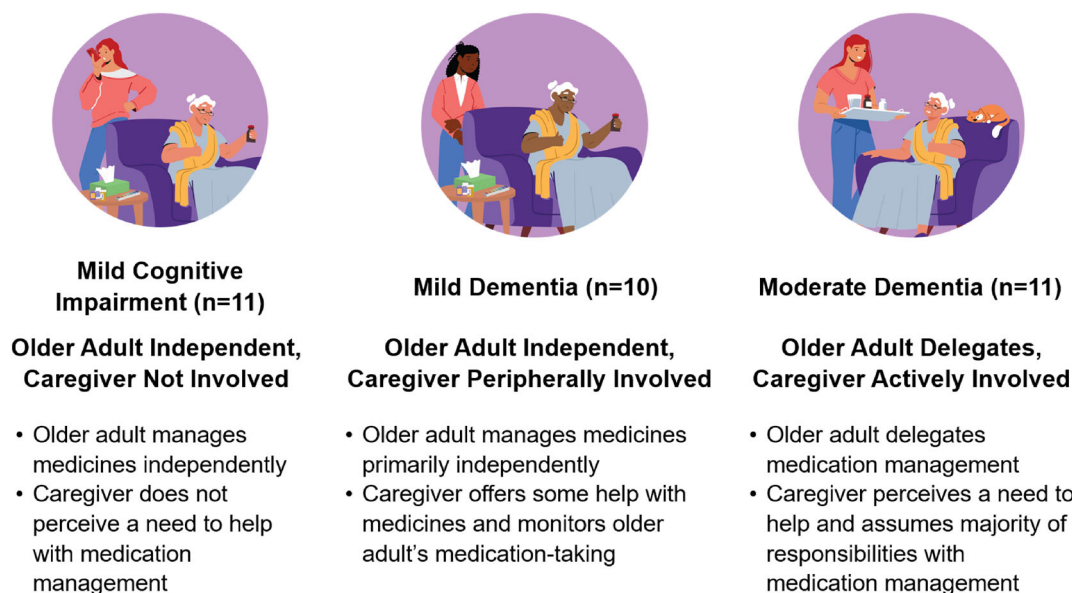 Mild Cognitive
Impairment (n=11)
Older Adult Independent,
Caregiver Not Involved
• Older adult manages
medicines independently
• Caregiver does not
perceive a need to help
with medication
management
Mild Dementia (n=10)
Older Adult Independent,
Caregiver Peripherally Involved
• Older adult manages medicines
primarily independently
• Caregiver offers some help with
medicines and monitors older
adult’s medication-taking
Moderate Dementia (n=11)
Older Adult Delegates,
Caregiver Actively Involved
• Older adult delegates
medication management
• Caregiver perceives a need to
help and assumes majority of
responsibilities with
medication management